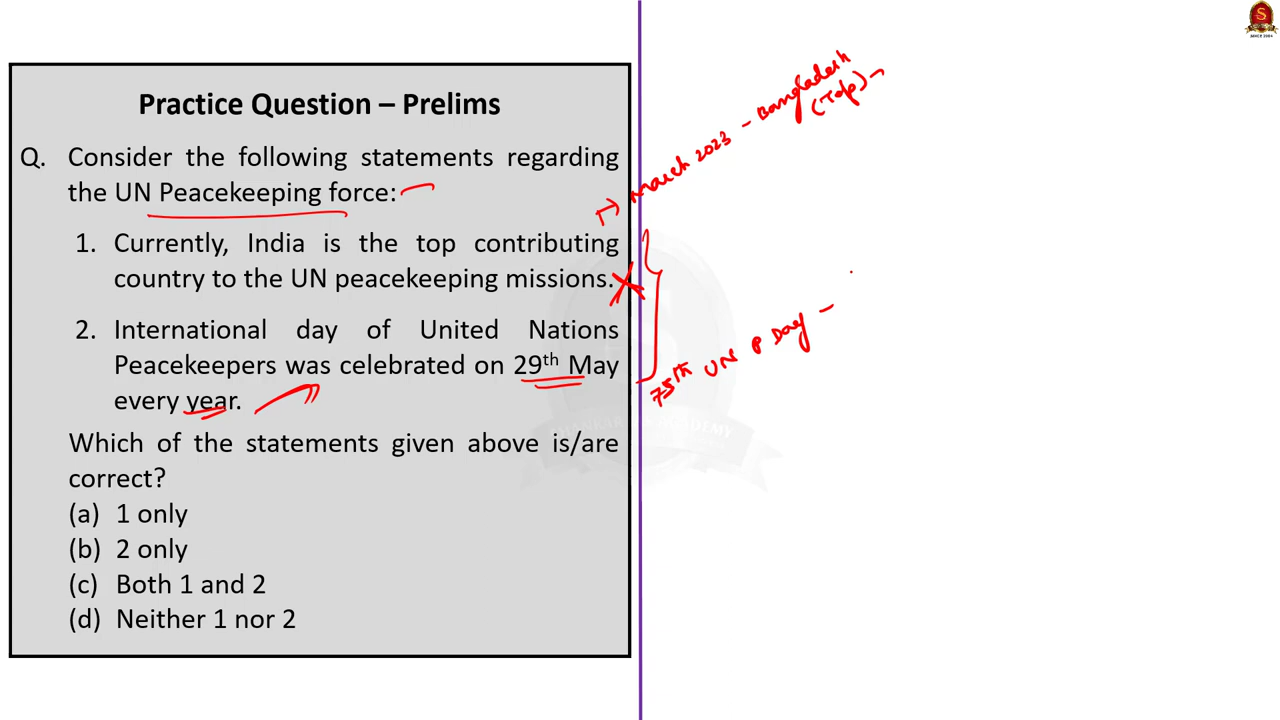 Practice Question – Prelims
Q. Consider the following statements regarding
the UN Peacekeeping force:
1. Currently, India is the top contributing
country to the UN peacekeeping missions.
2. International day of United Nations
Peacekeepers was celebrated on 29th May
every year.
Which of the statements given above is/are
correct?
(a) 1 only
(b) 2 only
(c) Both 1 and 2
(d) Neither 1 nor 2
March 2023 - Bangladesh
(Top) -
75th UN P Day -
S
SINCE 2004